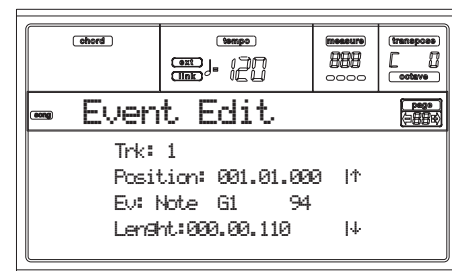 chord tempo measure transpose
ext
link
♩= 120
888
C 0
octave
song Event Edit page
88
Trk: 1
Position: 001.01.000 |↑
Ev: Note G1 94
Lenght:000.00.110 |↓